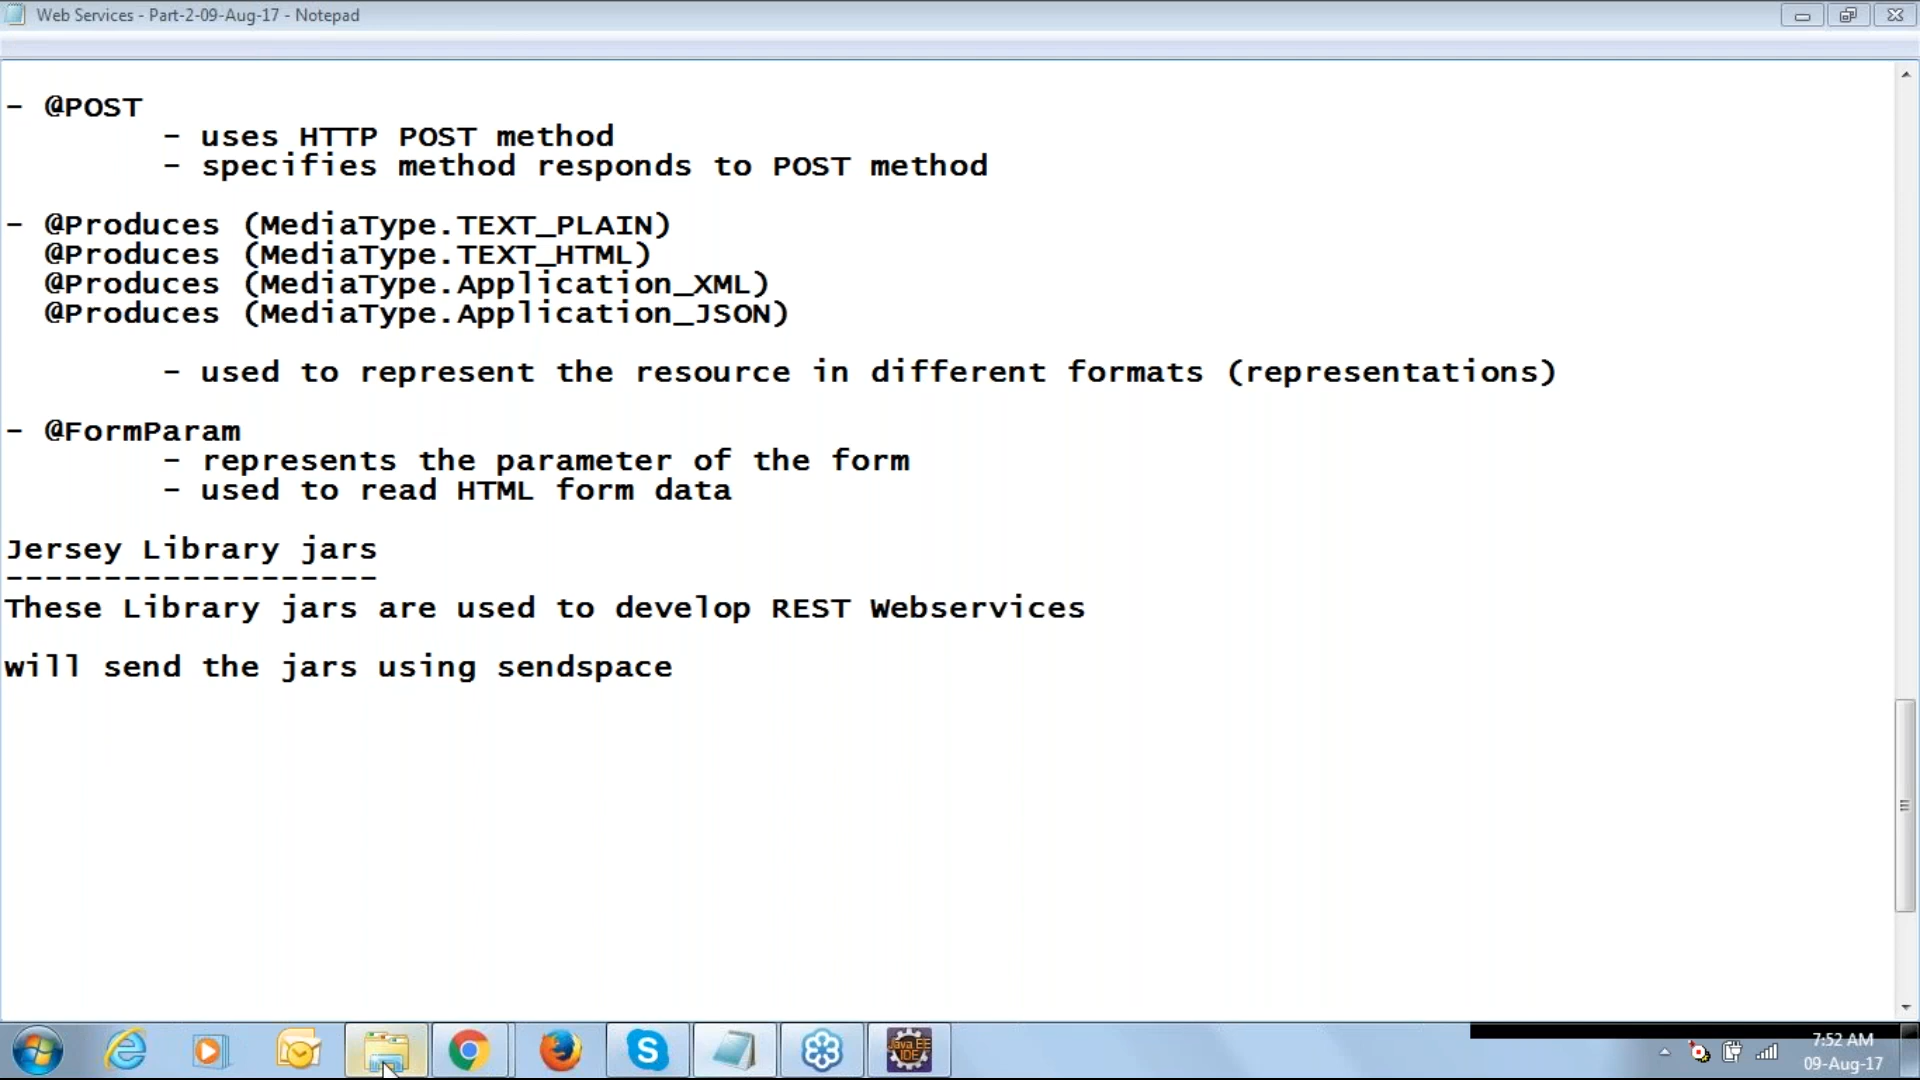 Web Services - Part-2-09-Aug-17 - Notepad
- @POST
- uses HTTP POST method
- specifies method responds to POST method
- @Produces (MediaType.TEXT_PLAIN)
@Produces (MediaType.TEXT_HTML)
@Produces (MediaType.Application_XML)
@Produces (MediaType.Application_JSON)
- used to represent the resource in different formats (representations)
- @FormParam
- represents the parameter of the form
- used to read HTML form data
Jersey Library jars
-------------------
These Library jars are used to develop REST Webservices
will send the jars using sendspace
Java EE
IDE
7:52 AM
09-Aug-17